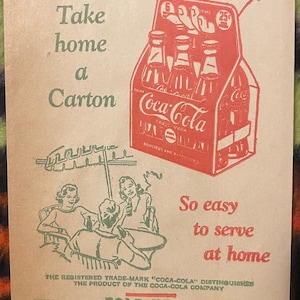 Take
home
a
Carton
25¢
Coca-Cola
So easy
to serve
at home
THE REGISTERED TRADE-MARK "COCA-COLA" DISTINGUISHES
THE PRODUCT OF THE COCA-COLA COMPANY